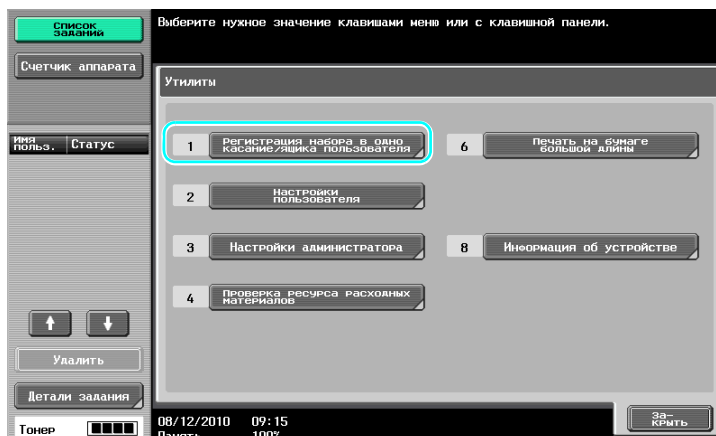 Список
заданий
Выберите нужное значение клавишами меню или с клавишной панели.
Счетчик аппарата
Утилиты
Имя
польз.
Статус
1
Регистрация набора в одно
касание/ящика пользователя
6
Печать на бумаге
большой длины
2
Настройки
пользователя
3
Настройки администратора
8
Информация об устройстве
4
Проверка ресурса расходных
материалов
Удалить
Детали задания
Тонер
08/12/2010 09:15
Память 100%
За-
крыть